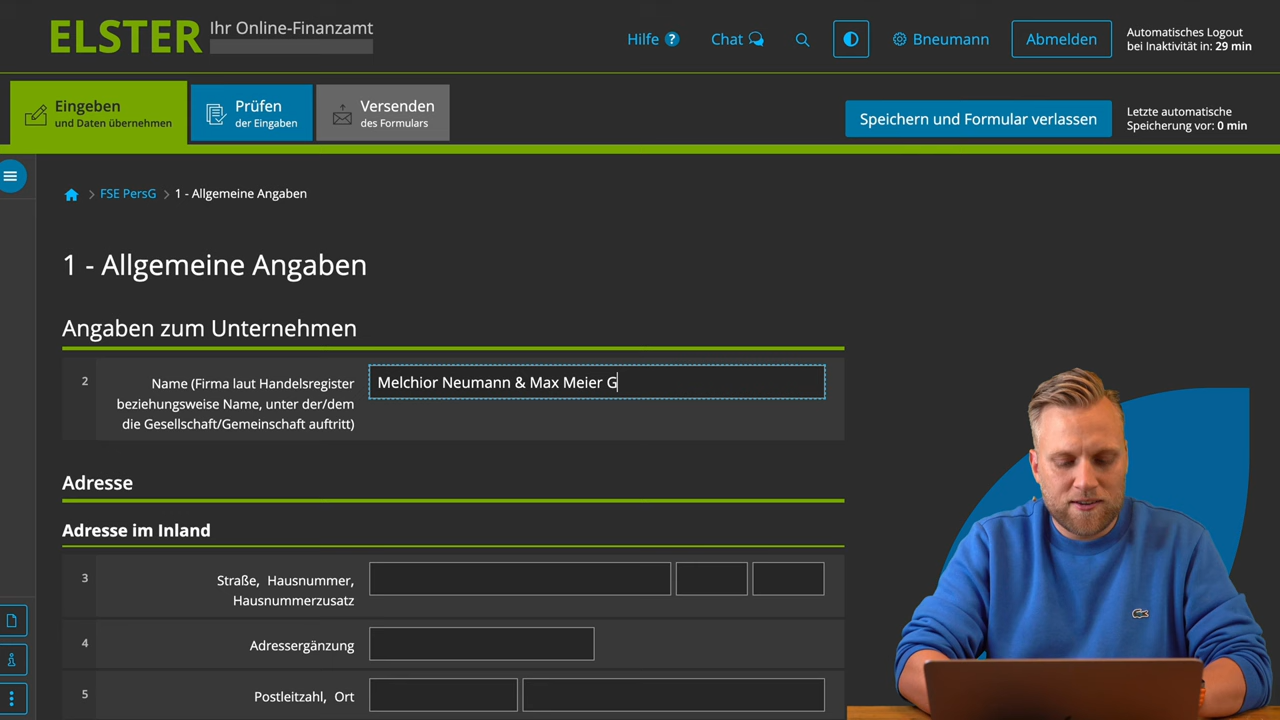 ELSTER Ihr Online-Finanzamt
Hilfe ?
Chat
Bneumann
Abmelden
Automatisches Logout
bei Inaktivität in: 29 min
Eingeben
und Daten übernehmen
Prüfen
der Eingaben
Versenden
des Formulars
Speichern und Formular verlassen
Letzte automatische
Speicherung vor: 0 min
FSE PersG
1 - Allgemeine Angaben
1 - Allgemeine Angaben
Angaben zum Unternehmen
2
Name (Firma laut Handelsregister
beziehungsweise Name, unter der/dem
die Gesellschaft/Gemeinschaft auftritt)
Melchior Neumann & Max Meier G
Adresse
Adresse im Inland
3
Straße, Hausnummer,
Hausnummerzusatz
4
Adressergänzung
5
Postleitzahl, Ort